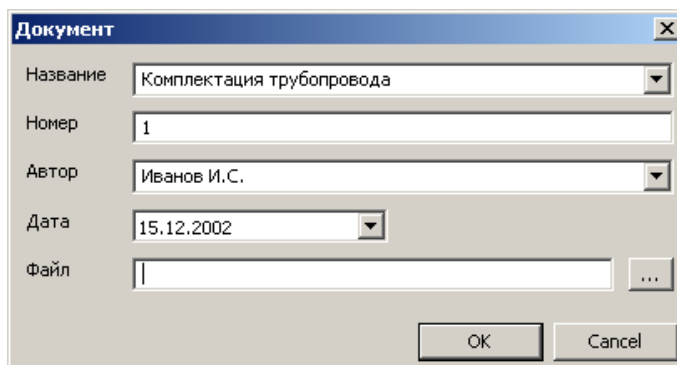 Документ
Название Комплектация трубопровода
Номер 1
Автор Иванов И.С.
Дата 15.12.2002
Файл ...
OK Cancel